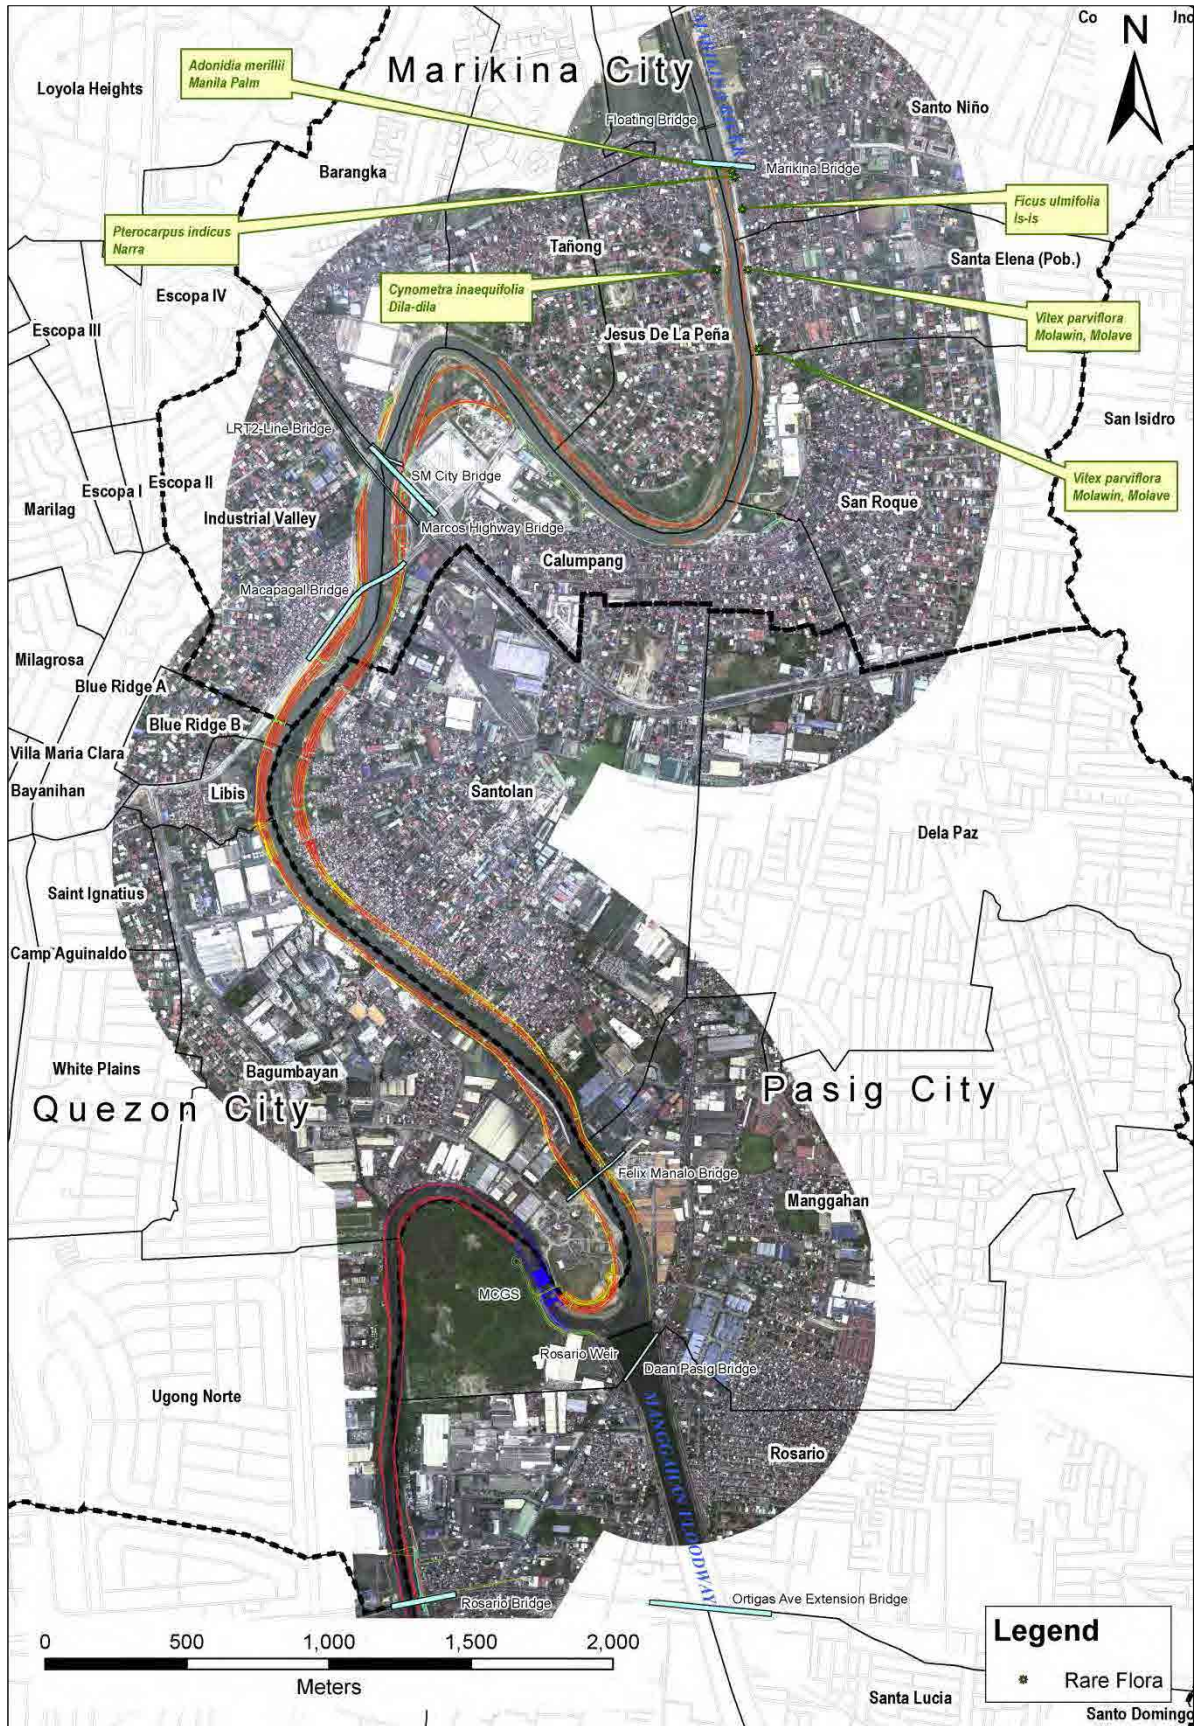 Co
Uno
N
Adonidia merillii
Manila Palm
Marikina City
MARIKINA RIVER
Loyola Heights
Santo Niño
Floating Bridge
Barangka
Marikina Bridge
Pterocarpus indicus
Narra
Ficus ulmifolia
Is-is
Tañong
Santa Elena (Pob.)
Cynometra inaequifolia
Dila-dila
Escopa IV
Vitex parviflora
Molawin, Molave
Escopa III
Jesus De La Peña
San Isidro
LRT2-Line Bridge
SM City Bridge
Vitex parviflora
Molawin, Molave
Escopa I
Escopa II
San Roque
Marilag
Industrial Valley
Marcos Highway Bridge
Calumpang
Macapagal Bridge
Milagrosa
Blue Ridge A
Blue Ridge B
Villa Maria Clara
Bayanihan
Libis
Santolan
Dela Paz
Saint Ignatius
Camp Aguinaldo
White Plains
Bagumbayan
Quezon City
Pasig City
Felix Manalo Bridge
Manggahan
MCGS
Rosario Weir
Daan Pasig Bridge
Ugong Norte
MANGGAHAN FLOODWAY
Rosario
Rosario Bridge
Ortigas Ave Extension Bridge
0 500 1,000 1,500 2,000
Meters
Legend
Rare Flora
Santa Lucia
Santo Domingo